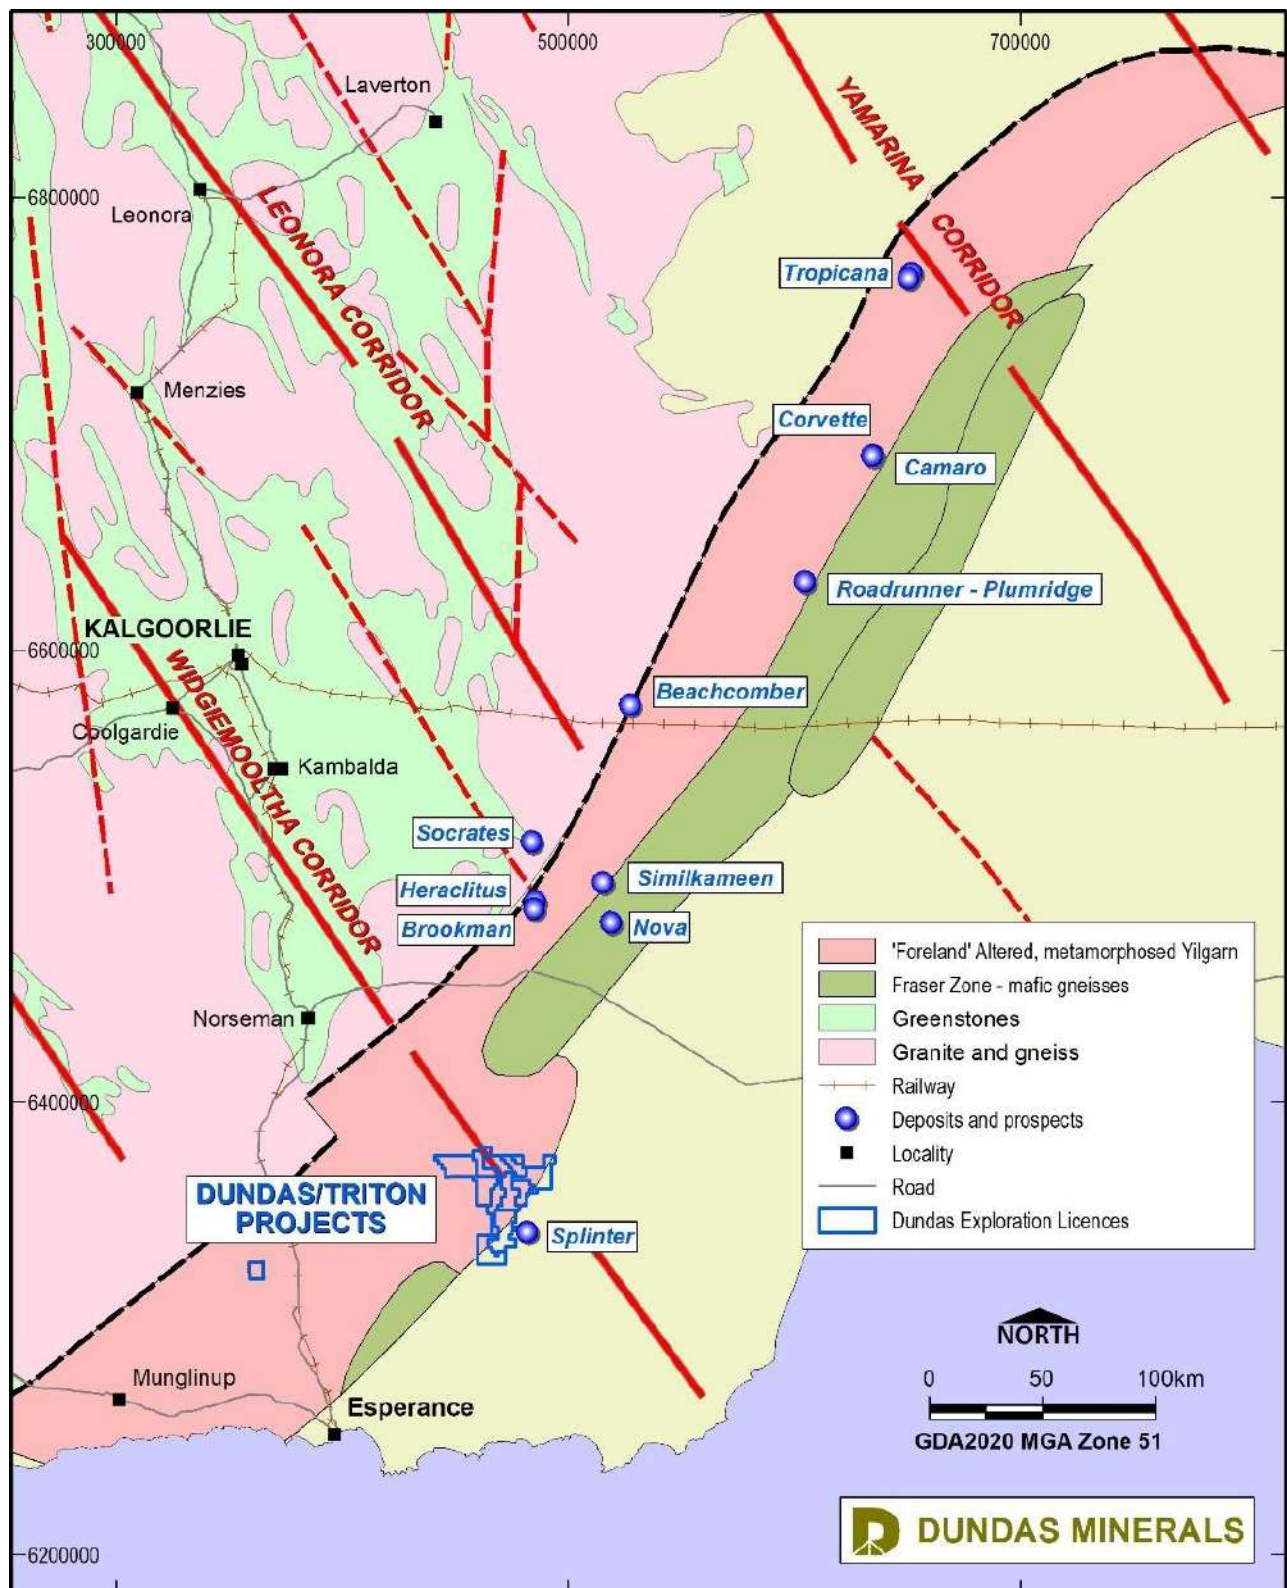 300000
500000
700000
Laverton
YAMARINA
CORRIDOR
6800000
Leonora
LEONORA CORRIDOR
Tropicana
Menzies
Corvette
Camaro
Roadrunner - Plumridge
KALGOORLIE
6600000
WIDGIEMOOLTHA CORRIDOR
Beachcomber
Coolgardie
Kambalda
Socrates
Heraclitus
Similkameen
Brookman
Nova
Norseman
'Foreland' Altered, metamorphosed Yilgarn
Fraser Zone - mafic gneisses
Greenstones
Granite and gneiss
Railway
Deposits and prospects
Locality
Road
Dundas Exploration Licences
6400000
DUNDAS/TRITON
PROJECTS
Splinter
Munglinup
Esperance
NORTH
0 50 100km
GDA2020 MGA Zone 51
DUNDAS MINERALS
6200000